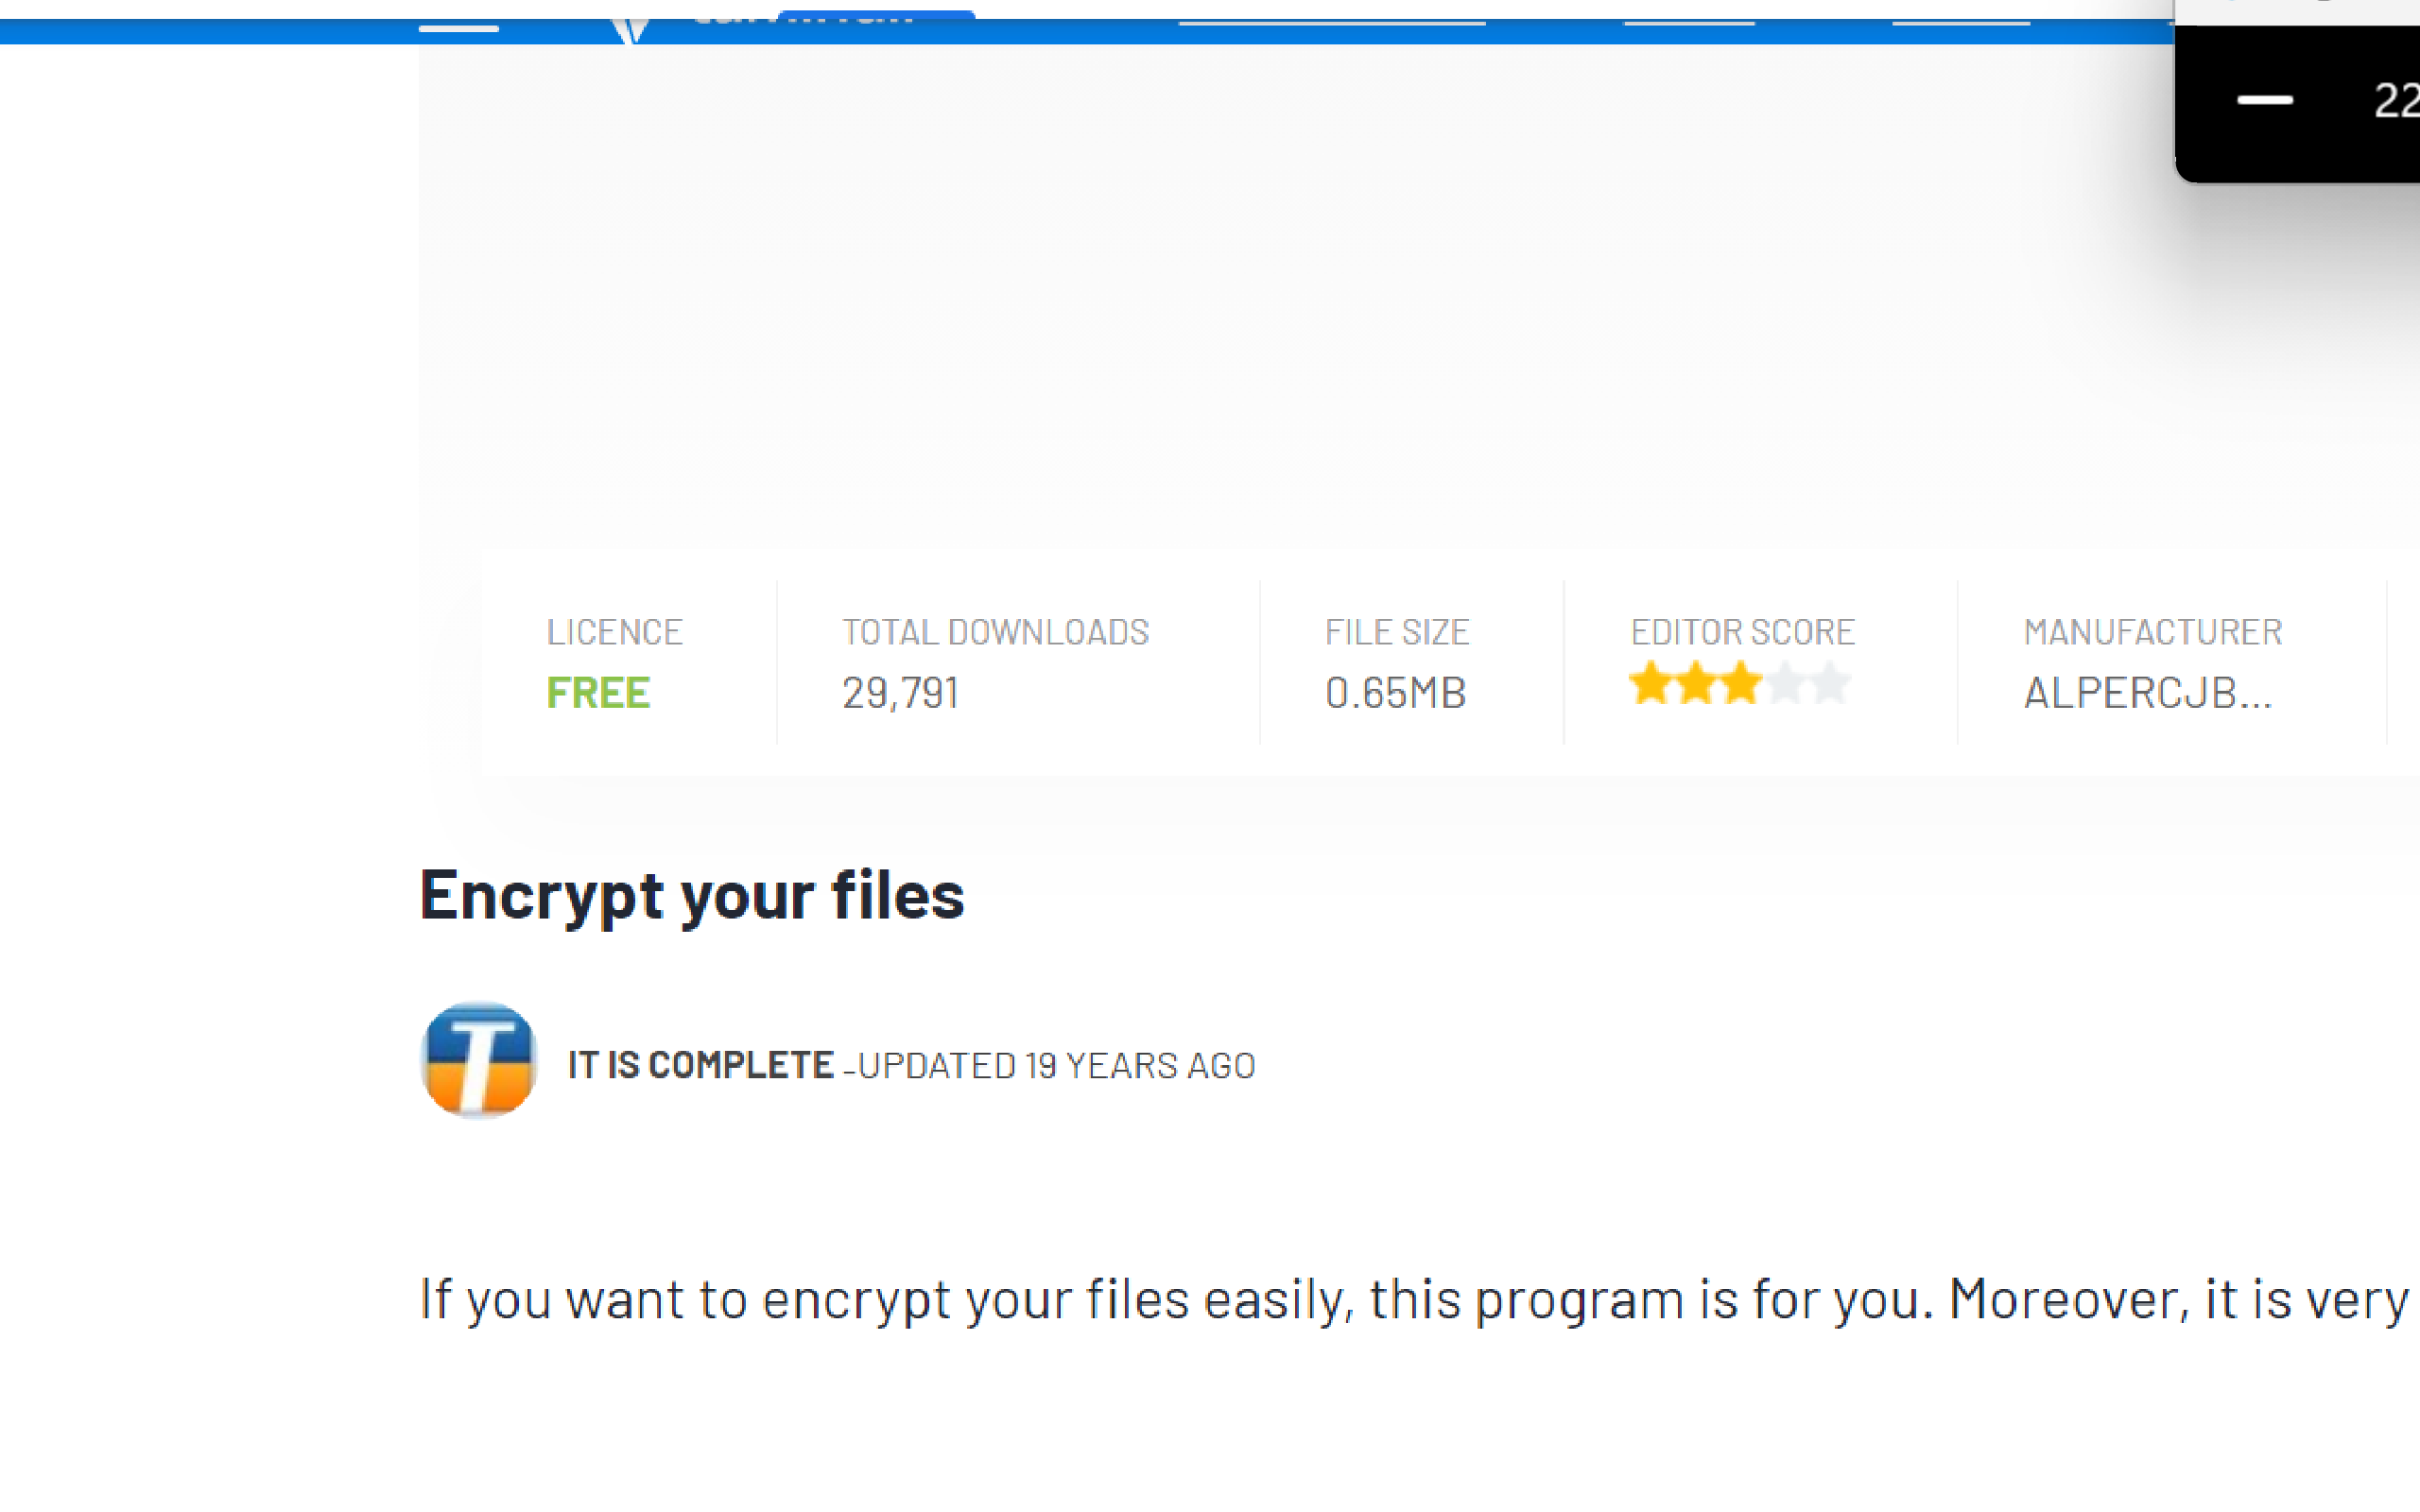 22
LICENCE
TOTAL DOWNLOADS
FILE SIZE
EDITOR SCORE
MANUFACTURER
FREE
29,791
0.65MB
ALPERCJB...
Encrypt your files
T
IT IS COMPLETE -UPDATED 19 YEARS AGO
If you want to encrypt your files easily, this program is for you. Moreover, it is very